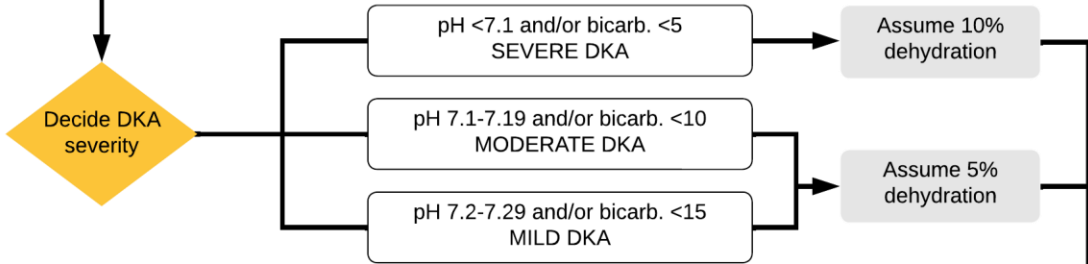 Decide DKA
severity
pH <7.1 and/or bicarb. <5
SEVERE DKA
Assume 10%
dehydration
pH 7.1-7.19 and/or bicarb. <10
MODERATE DKA
pH 7.2-7.29 and/or bicarb. <15
MILD DKA
Assume 5%
dehydration